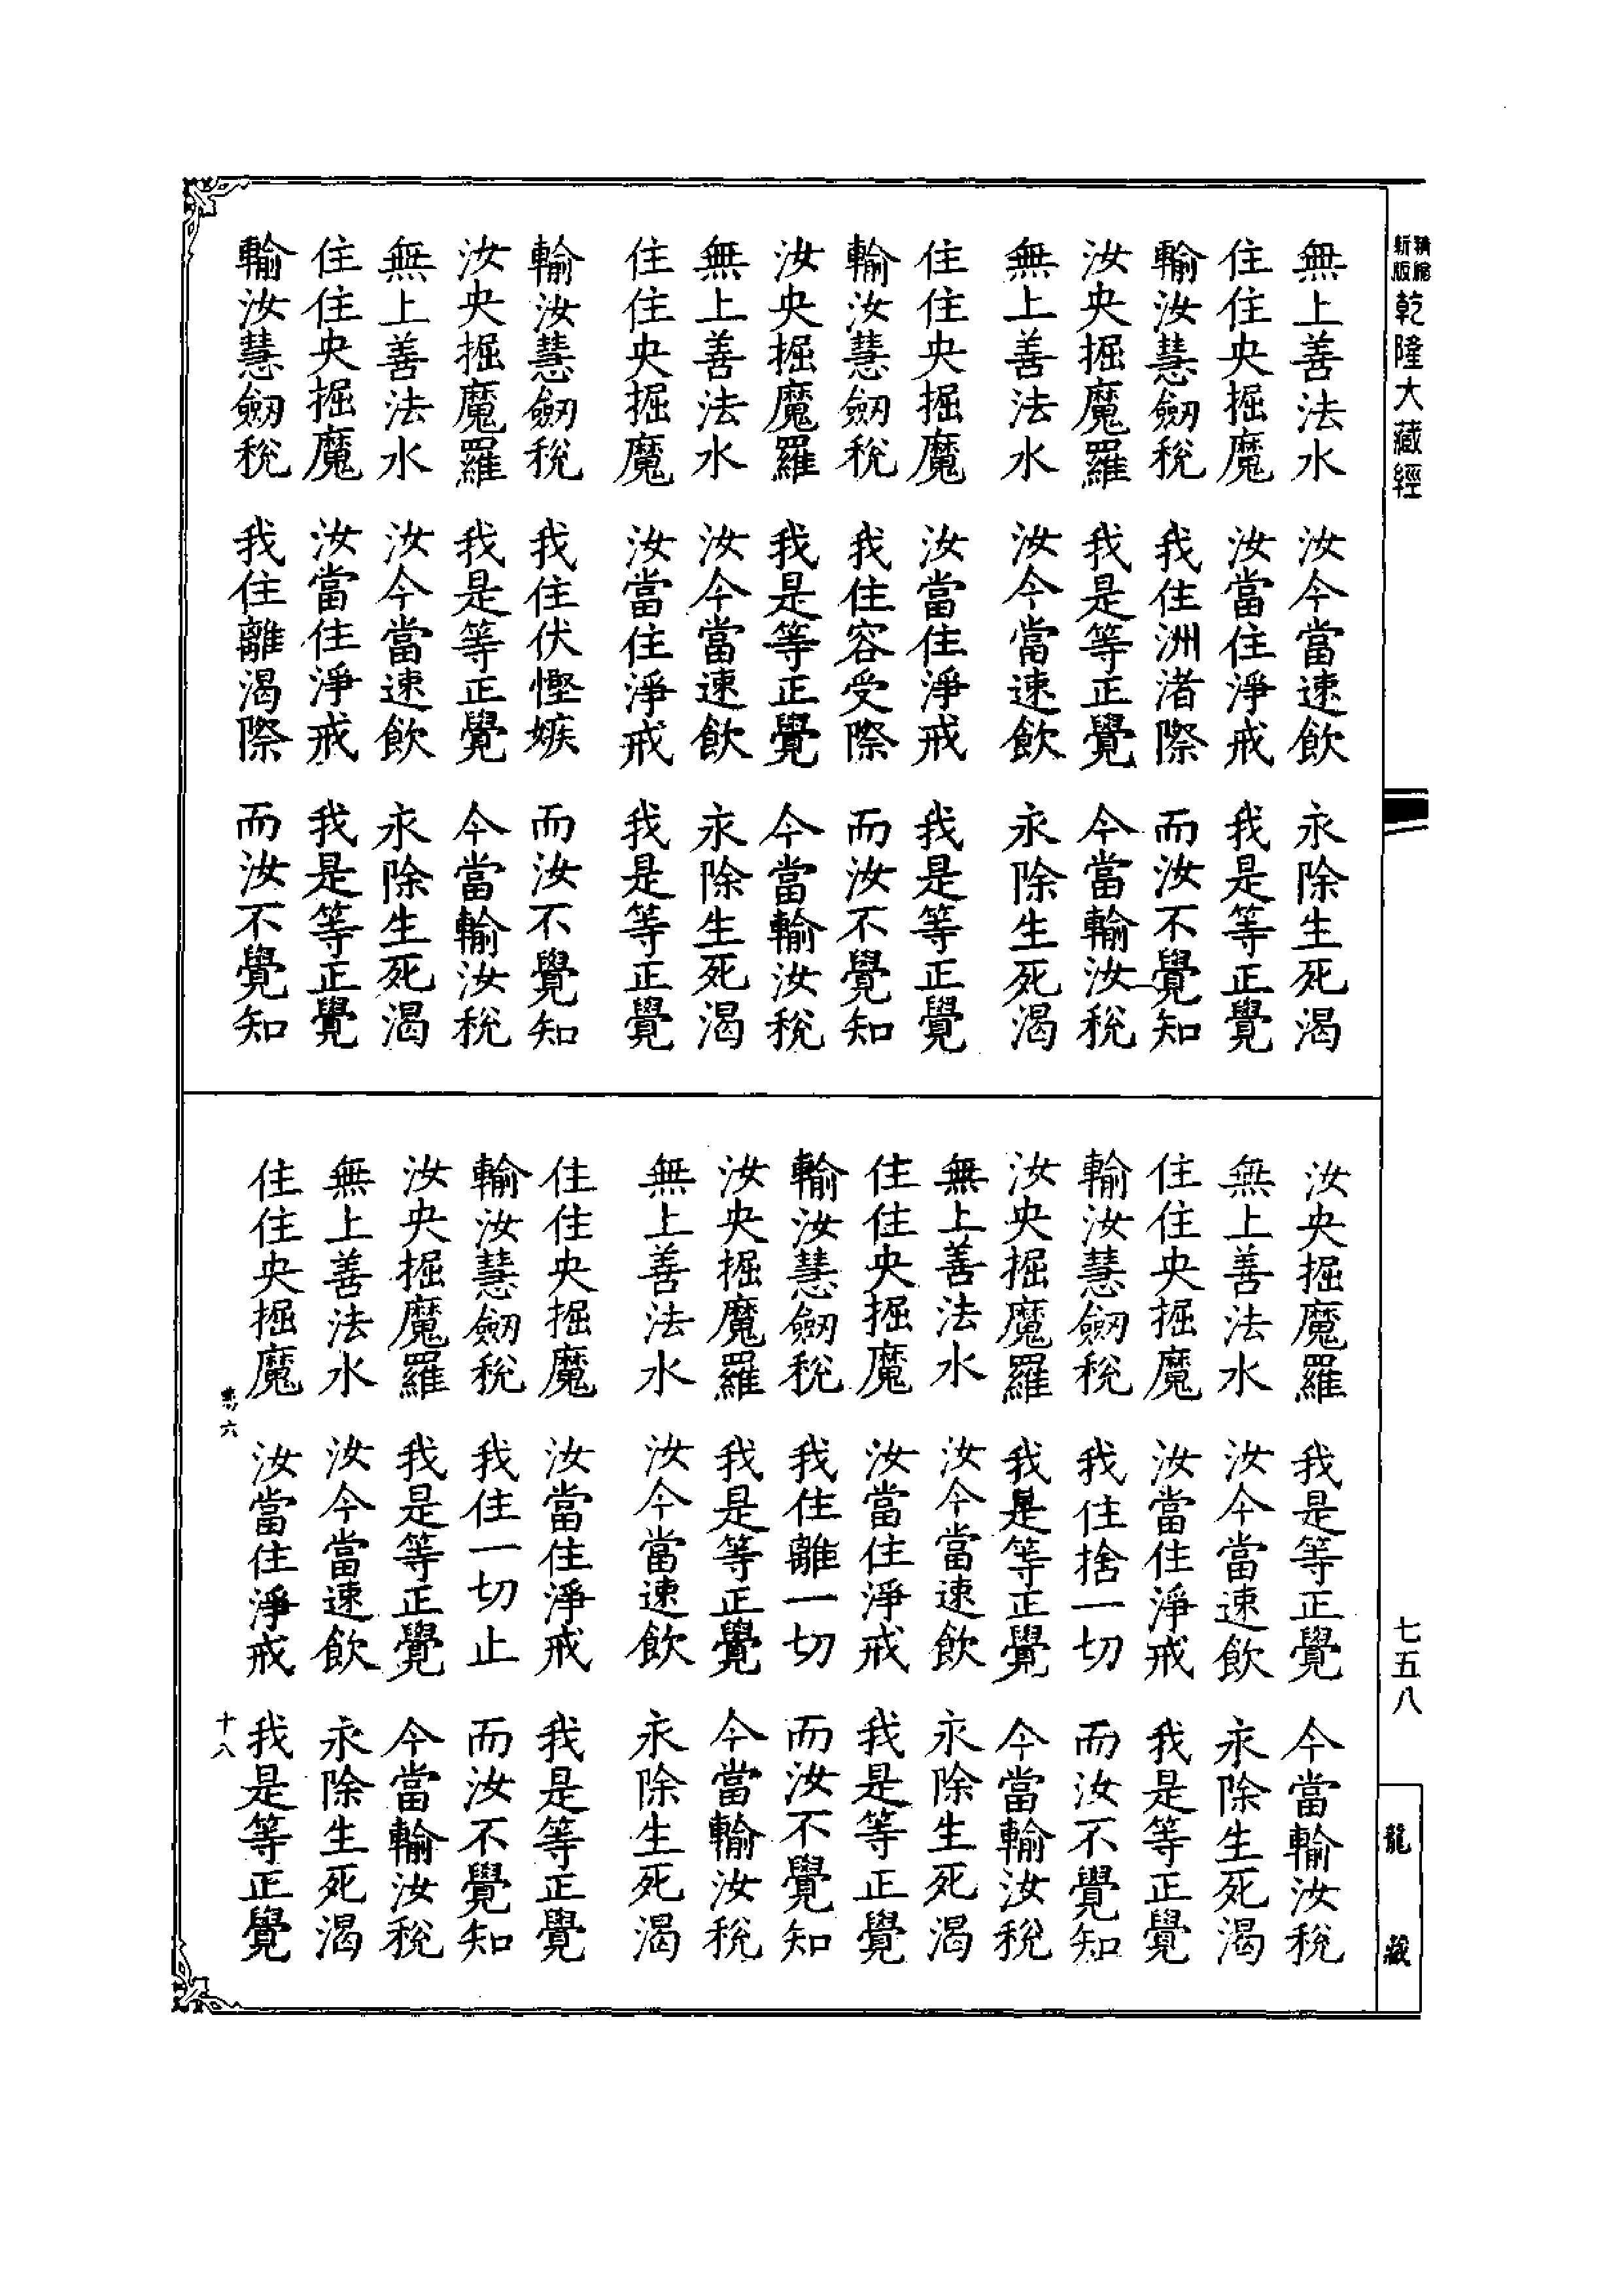 精縮新版 乾隆大藏經
無上善法水 汝今當速飲 永除生死渴
住住央掘魔 汝當住淨戒 我是等正覺
輸汝慧劒稅 我住洲渚際 而汝不覺知
汝央掘魔羅 我是等正覺 今當輸汝稅
無上善法水 汝今當速飲 永除生死渴
住住央掘魔 汝當住淨戒 我是等正覺
輸汝慧劒稅 我住容受際 而汝不覺知
汝央掘魔羅 我是等正覺 今當輸汝稅
無上善法水 汝今當速飲 永除生死渴
住住央掘魔 汝當住淨戒 我是等正覺
輸汝慧劒稅 我住伏慳嫉 而汝不覺知
汝央掘魔羅 我是等正覺 今當輸汝稅
無上善法水 汝今當速飲 永除生死渴
住住央掘魔 汝當住淨戒 我是等正覺
輸汝慧劒稅 我住離渴際 而汝不覺知
汝央掘魔羅 我是等正覺 今當輸汝稅
無上善法水 汝今當速飲 永除生死渴
住住央掘魔 汝當住淨戒 我是等正覺
輸汝慧劒稅 我住捨一切 而汝不覺知
汝央掘魔羅 我是等正覺 今當輸汝稅
無上善法水 汝今當速飲 永除生死渴
住住央掘魔 汝當住淨戒 我是等正覺
輸汝慧劒稅 我住離一切 而汝不覺知
汝央掘魔羅 我是等正覺 今當輸汝稅
無上善法水 汝今當速飲 永除生死渴
住住央掘魔 汝當住淨戒 我是等正覺
輸汝慧劒稅 我住一切止 而汝不覺知
汝央掘魔羅 我是等正覺 今當輸汝稅
無上善法水 汝今當速飲 永除生死渴
住住央掘魔 汝當住淨戒 我是等正覺
六 十八
七五八
龍藏